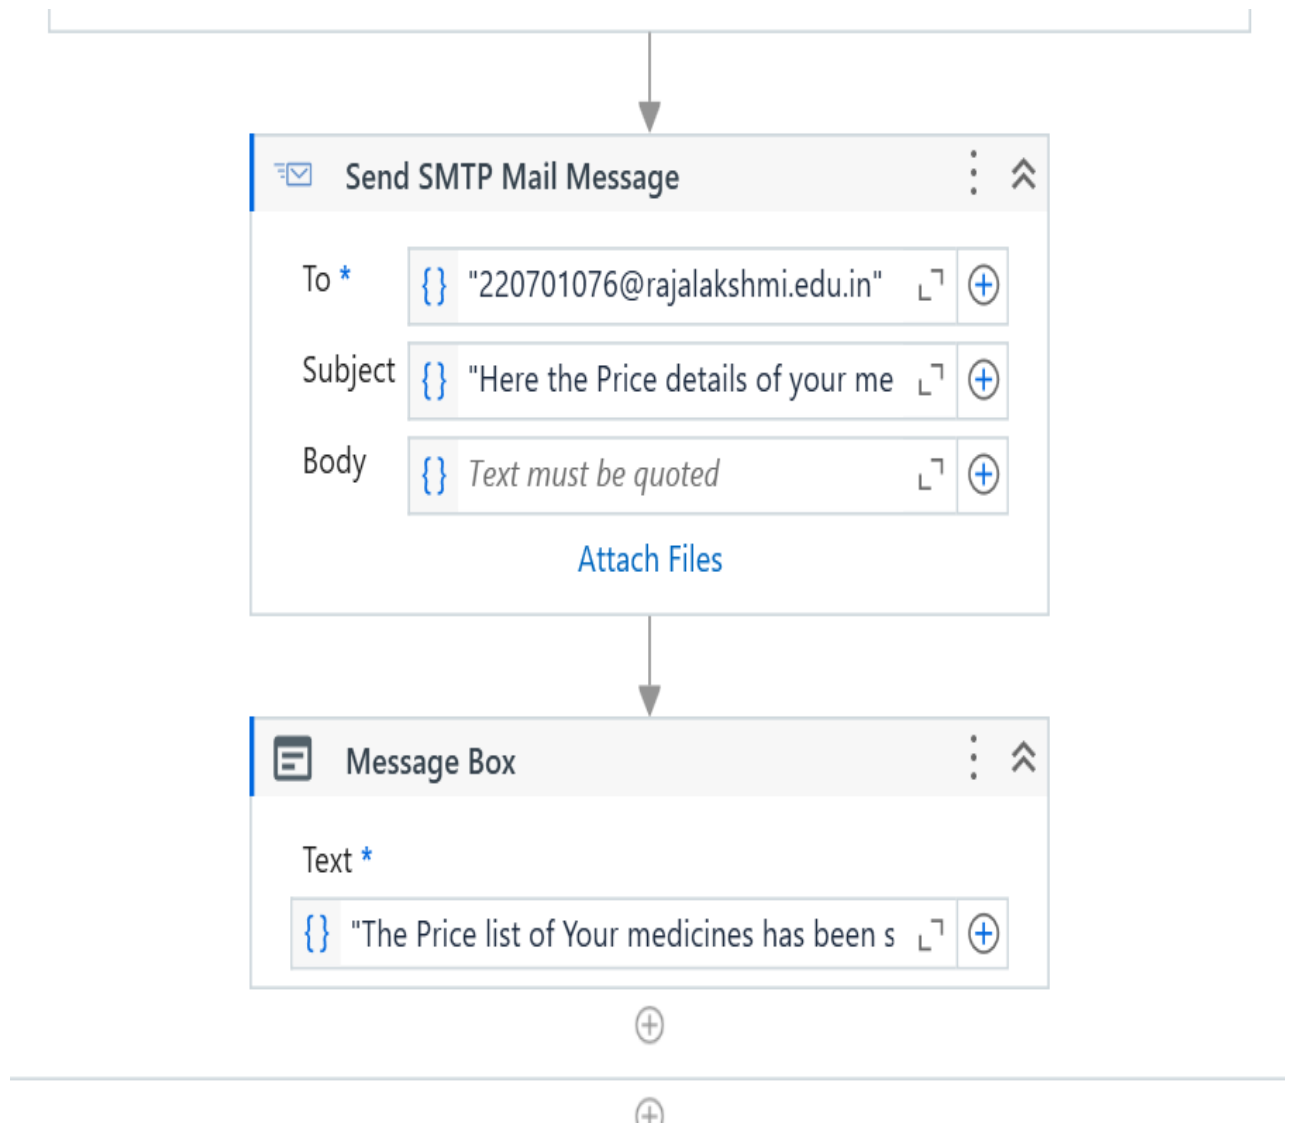 Send SMTP Mail Message
To *
{} "220701076@rajalakshmi.edu.in"
Subject
{} "Here the Price details of your me
Body
{} Text must be quoted
Attach Files
Message Box
Text *
{} "The Price list of Your medicines has been s